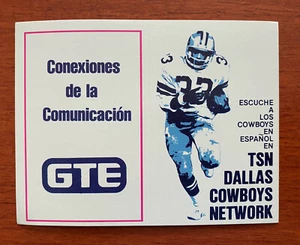 Conexiones
de la
Comunicación
GTE
33
ESCUCHE
A
LOS
COWBOYS
EN
ESPAÑOL
EN
TSN
DALLAS
COWBOYS
NETWORK